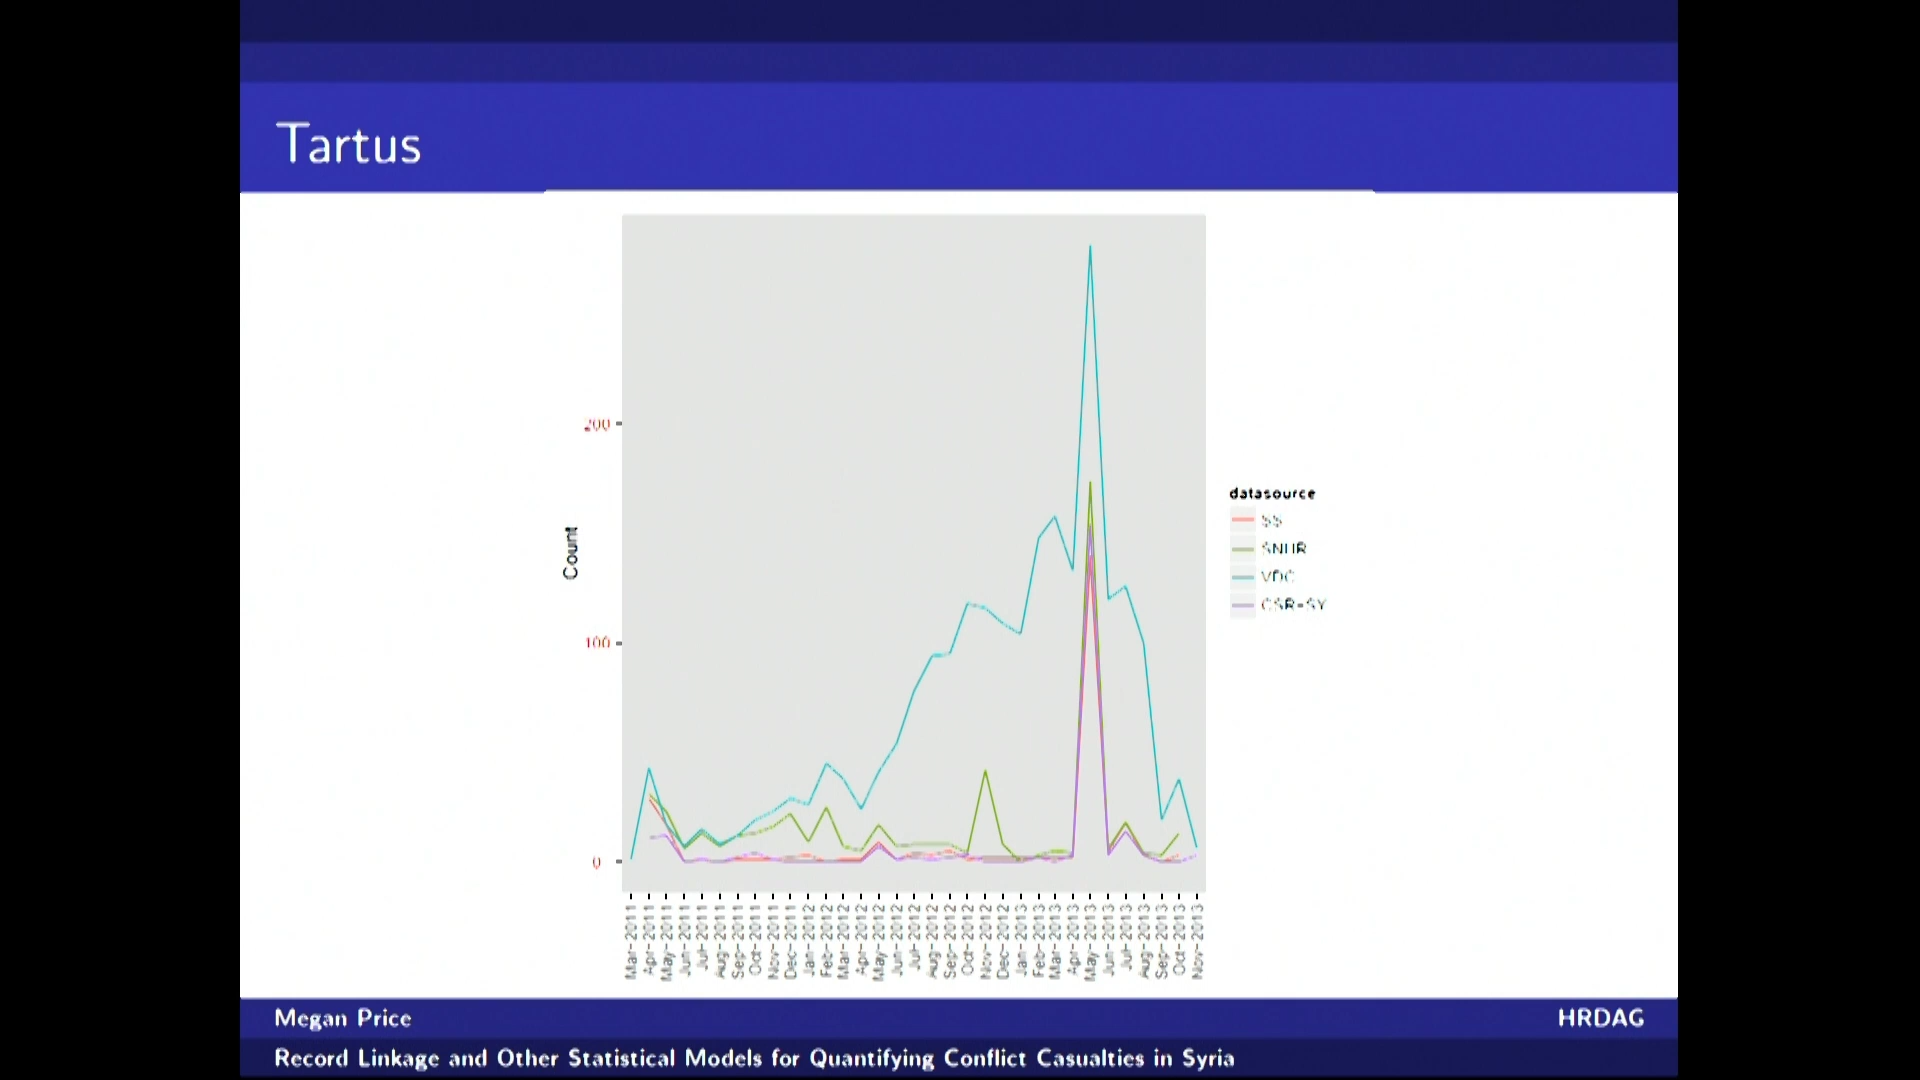 Tartus
200
100
0
Count
datasource
SS
SNHR
VDC
CSR-SY
Mar-2011
Apr-2011
May-2011
Jun-2011
Jul-2011
Aug-2011
Sep-2011
Oct-2011
Nov-2011
Dec-2011
Jan-2012
Feb-2012
Mar-2012
Apr-2012
May-2012
Jun-2012
Jul-2012
Aug-2012
Sep-2012
Oct-2012
Nov-2012
Dec-2012
Jan-2013
Feb-2013
Mar-2013
Apr-2013
May-2013
Jun-2013
Jul-2013
Aug-2013
Sep-2013
Oct-2013
Nov-2013
Megan Price
HRDAG
Record Linkage and Other Statistical Models for Quantifying Conflict Casualties in Syria